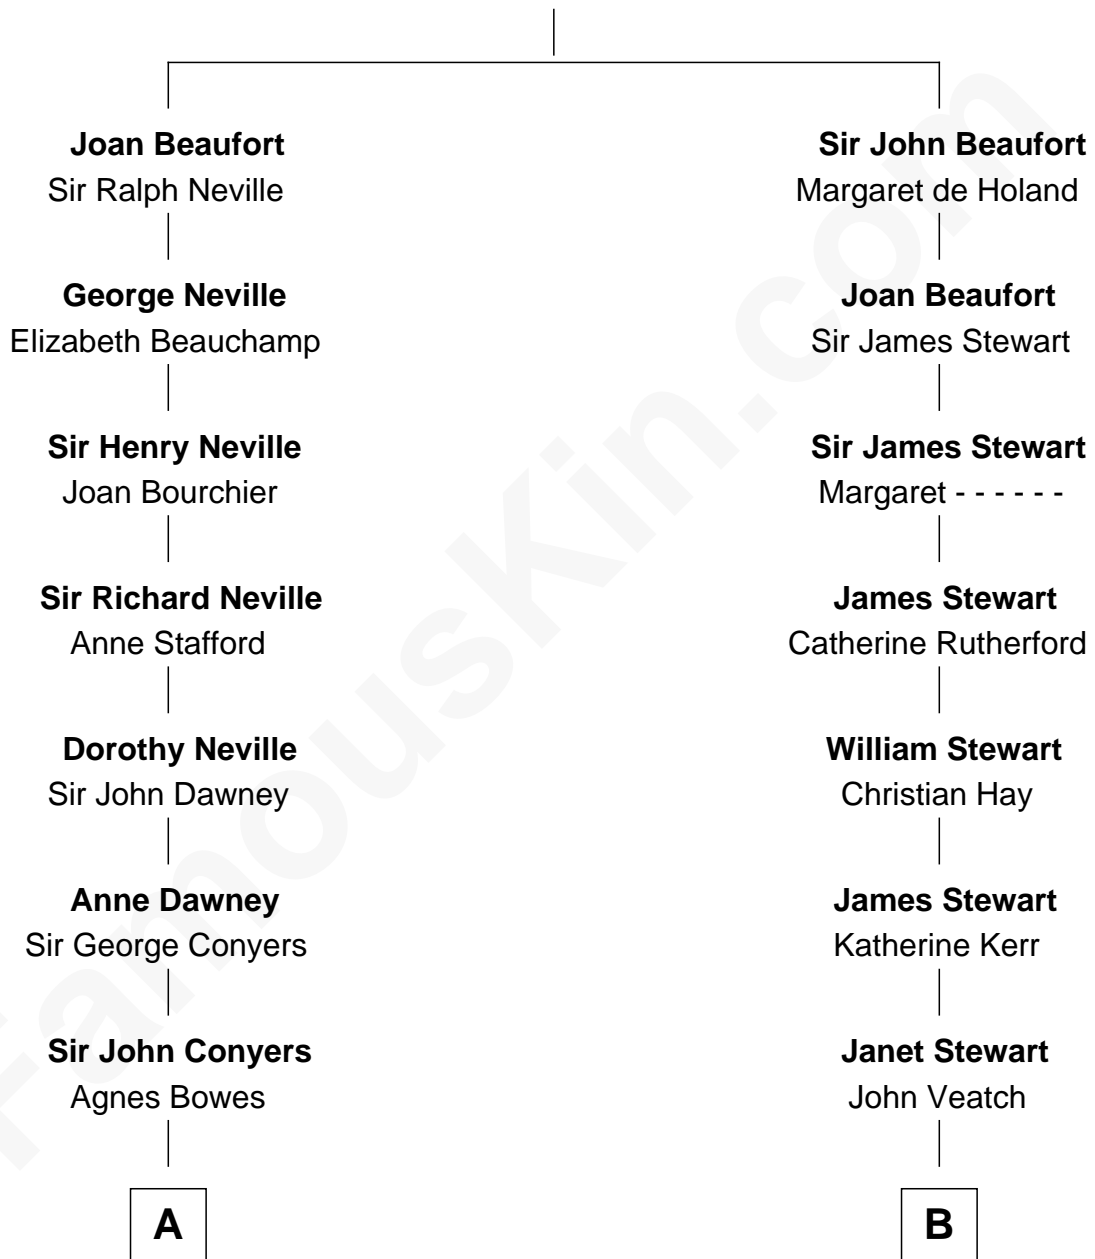 Joan Beaufort
Sir Ralph Neville
Sir John Beaufort
Margaret de Holand
George Neville
Elizabeth Beauchamp
Joan Beaufort
Sir James Stewart
Sir Henry Neville
Joan Bourchier
Sir James Stewart
Margaret - - - - - -
Sir Richard Neville
Anne Stafford
James Stewart
Catherine Rutherford
Dorothy Neville
Sir John Dawney
William Stewart
Christian Hay
Anne Dawney
Sir George Conyers
James Stewart
Katherine Kerr
Sir John Conyers
Agnes Bowes
Janet Stewart
John Veatch
A
B
FamousKin.com